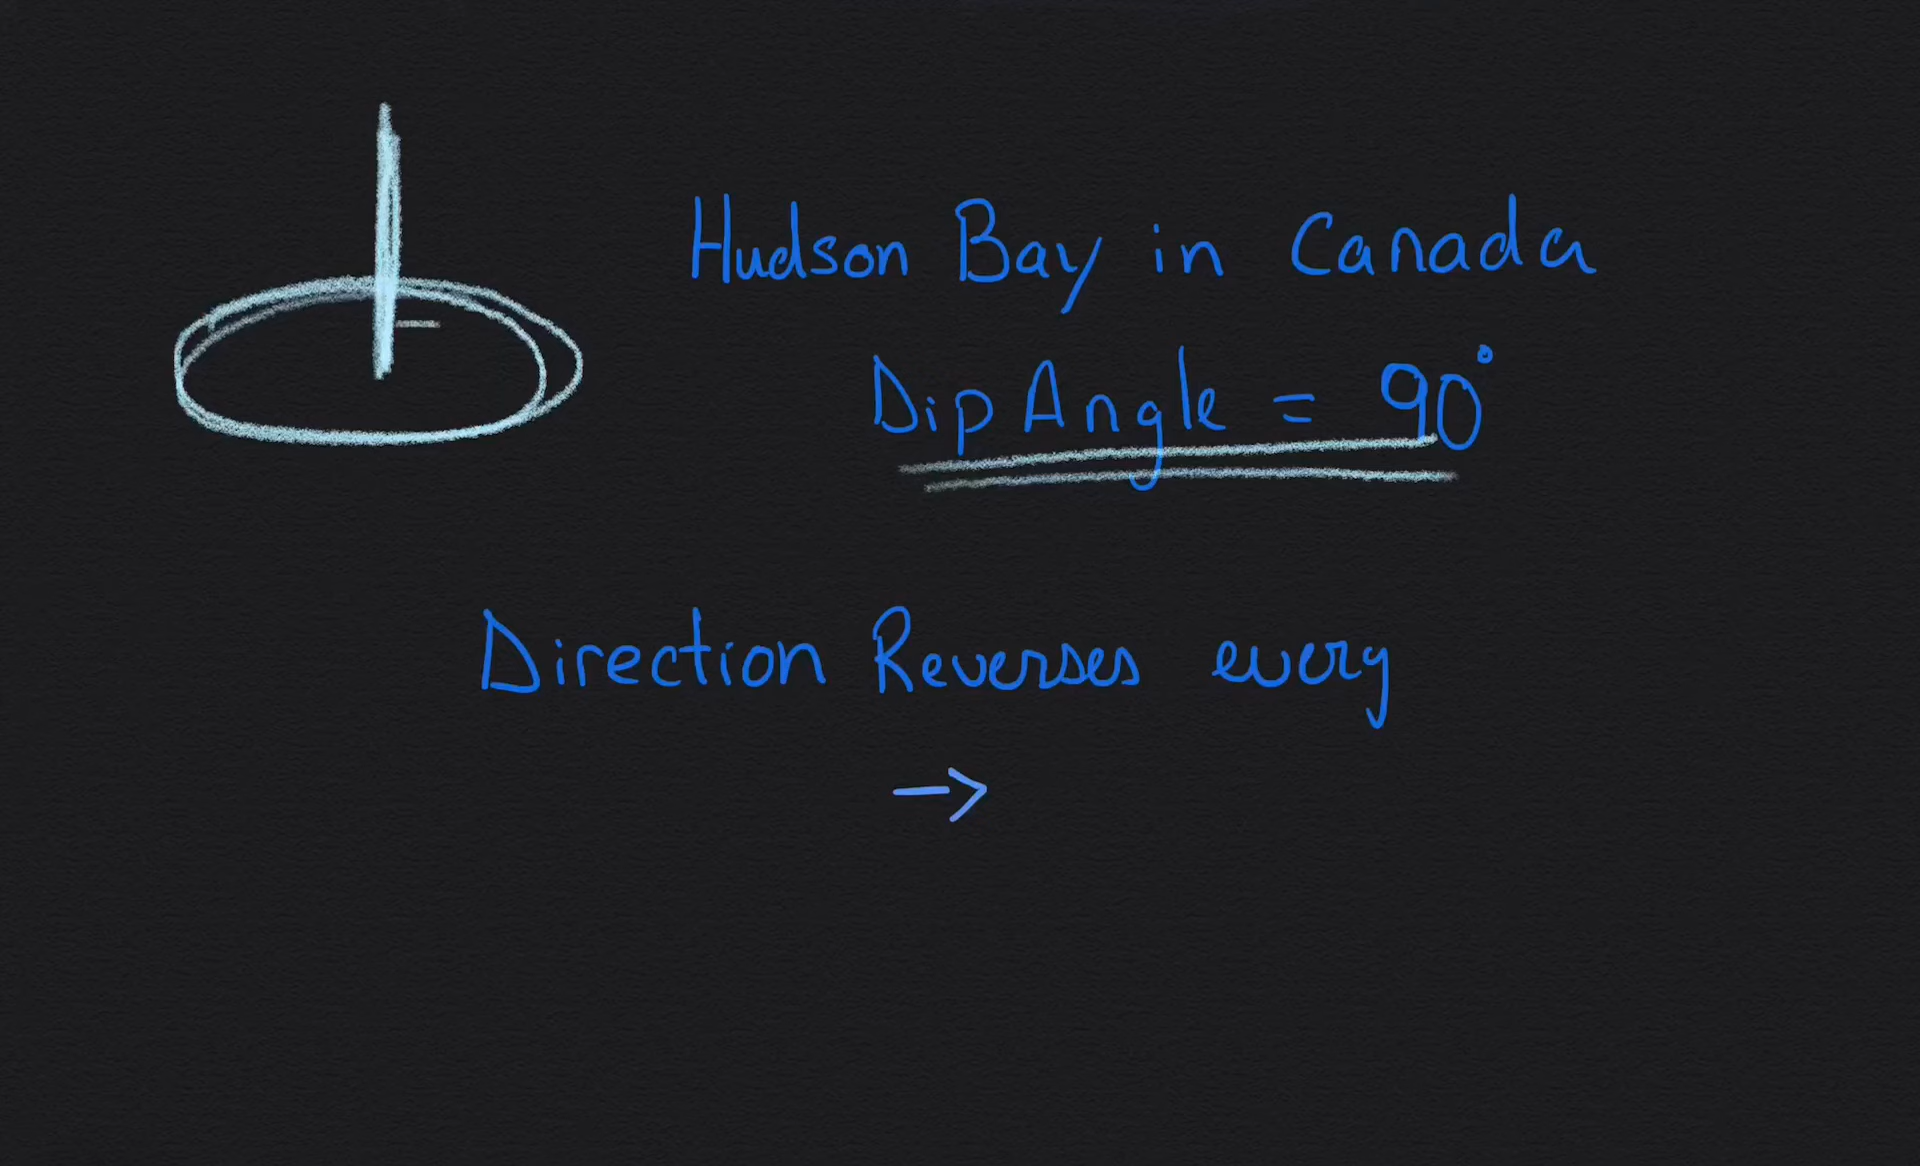 Hudson Bay in Canada
Dip Angle = 90°
Direction Reverses every
→